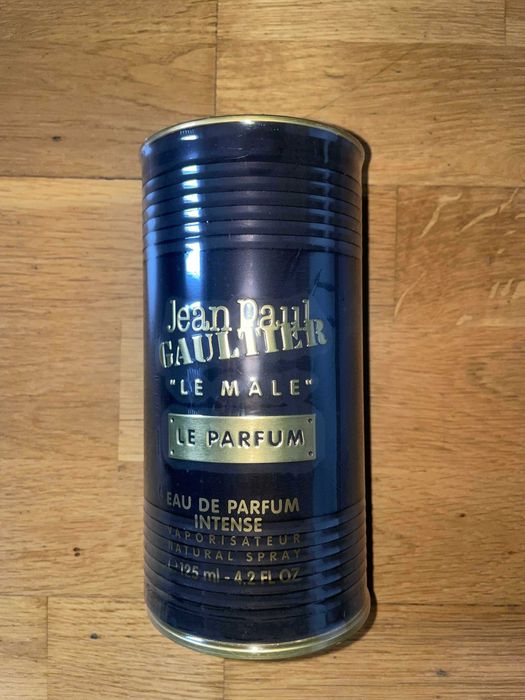 Jean Paul
GAULTIER
"LE MALE"
LE PARFUM
EAU DE PARFUM
INTENSE
VAPORISATEUR
NATURAL SPRAY
℮ 125 ml - 4.2 FL OZ